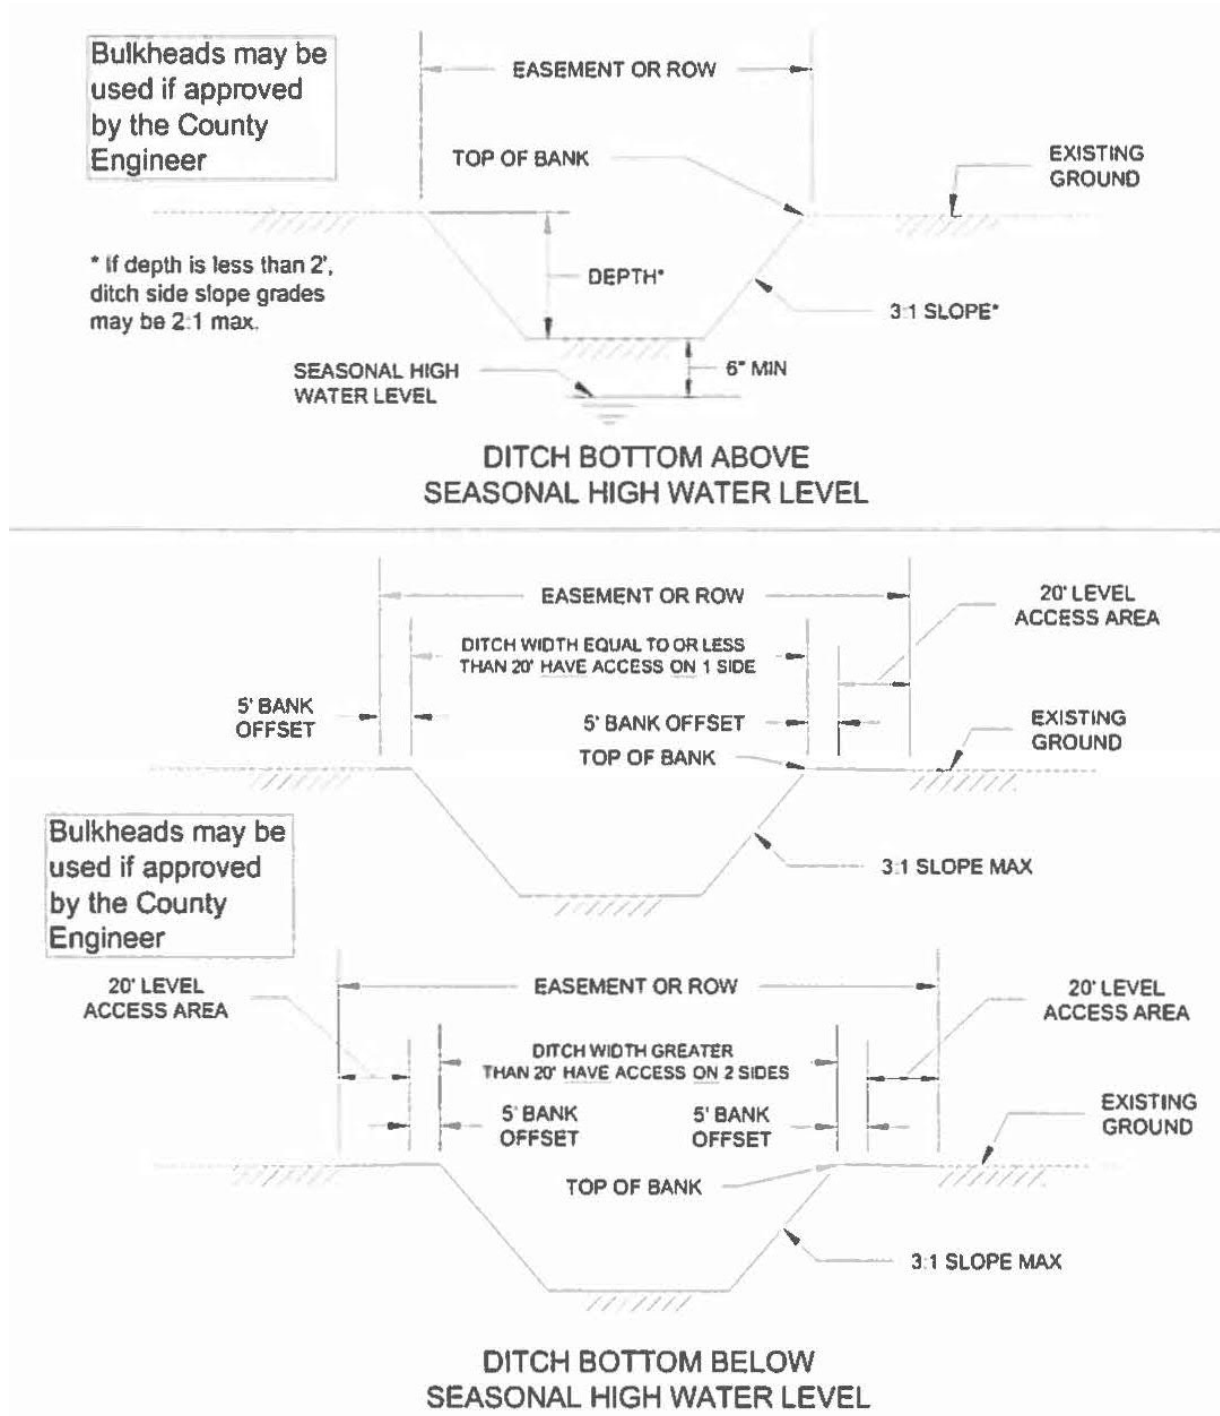 Bulkheads may be
used if approved
by the County
Engineer
EASEMENT OR ROW
TOP OF BANK
EXISTING
GROUND
* If depth is less than 2',
ditch side slope grades
may be 2:1 max.
DEPTH*
3:1 SLOPE*
SEASONAL HIGH
WATER LEVEL
6" MIN
DITCH BOTTOM ABOVE
SEASONAL HIGH WATER LEVEL
EASEMENT OR ROW
20' LEVEL
ACCESS AREA
DITCH WIDTH EQUAL TO OR LESS
THAN 20' HAVE ACCESS ON 1 SIDE
5' BANK
OFFSET
5' BANK OFFSET
EXISTING
GROUND
TOP OF BANK
Bulkheads may be
used if approved
by the County
Engineer
3:1 SLOPE MAX
20' LEVEL
ACCESS AREA
EASEMENT OR ROW
20' LEVEL
ACCESS AREA
DITCH WIDTH GREATER
THAN 20' HAVE ACCESS ON 2 SIDES
5' BANK
OFFSET
5' BANK
OFFSET
EXISTING
GROUND
TOP OF BANK
3:1 SLOPE MAX
DITCH BOTTOM BELOW
SEASONAL HIGH WATER LEVEL